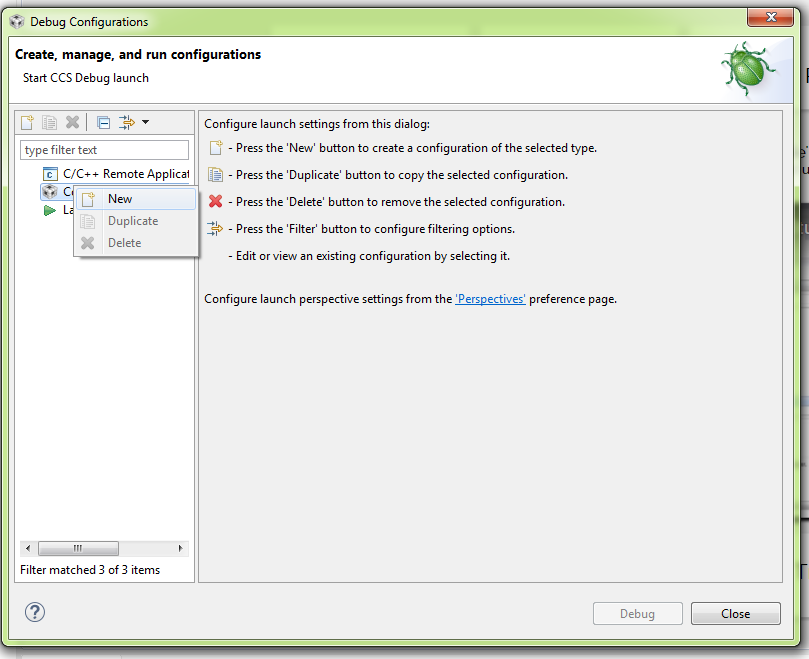 Debug Configurations
Create, manage, and run configurations
Start CCS Debug launch
type filter text
C/C++ Remote Applicat
New
Duplicate
Delete
Filter matched 3 of 3 items
Configure launch settings from this dialog:
- Press the 'New' button to create a configuration of the selected type.
- Press the 'Duplicate' button to copy the selected configuration.
- Press the 'Delete' button to remove the selected configuration.
- Press the 'Filter' button to configure filtering options.
- Edit or view an existing configuration by selecting it.
Configure launch perspective settings from the 'Perspectives' preference page.
Debug
Close